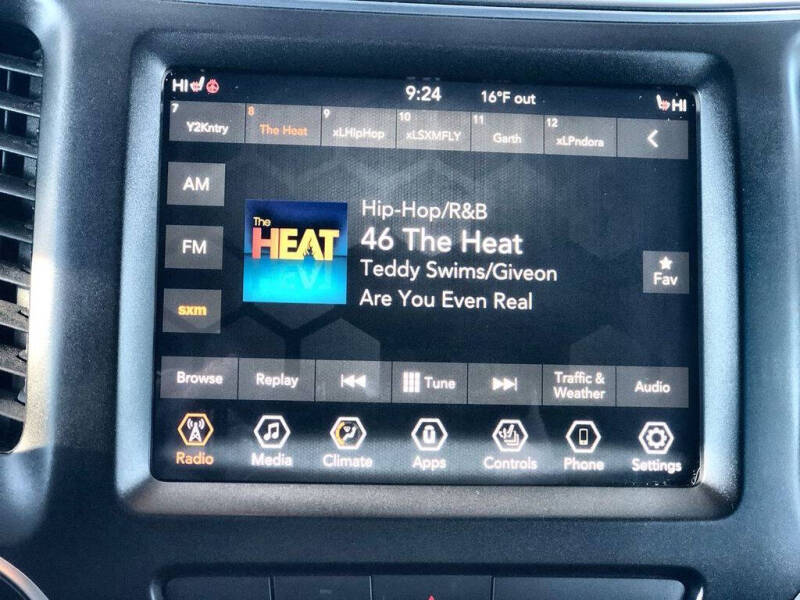 HI 9:24 16°F out HI
7 Y2Kntry 8 The Heat 9 xLHipHop 10 xLSXMFLY 11 Garth 12 xLPndora
AM
FM
sxm
The
HEAT
Hip-Hop/R&B
46 The Heat
Teddy Swims/Giveon
Are You Even Real
Fav
Browse Replay Tune Traffic & Weather Audio
Radio Media Climate Apps Controls Phone Settings